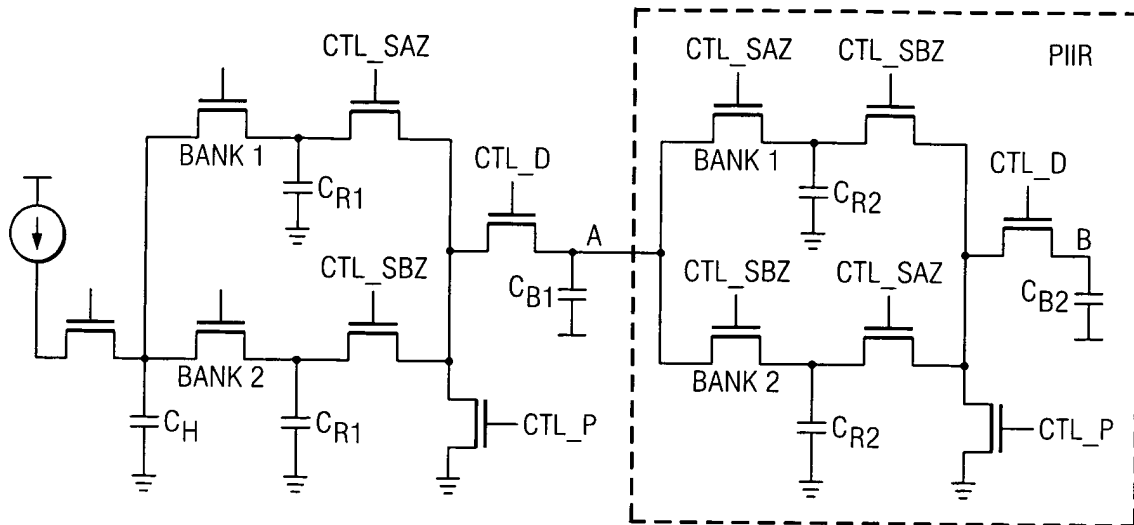 CTL_SAZ
BANK 1
C_R1
CTL_D
A
C_B1
CTL_SBZ
BANK 2
C_H
C_R1
CTL_P
PIIR
CTL_SAZ
CTL_SBZ
BANK 1
C_R2
CTL_D
B
C_B2
CTL_SBZ
CTL_SAZ
BANK 2
C_R2
CTL_P